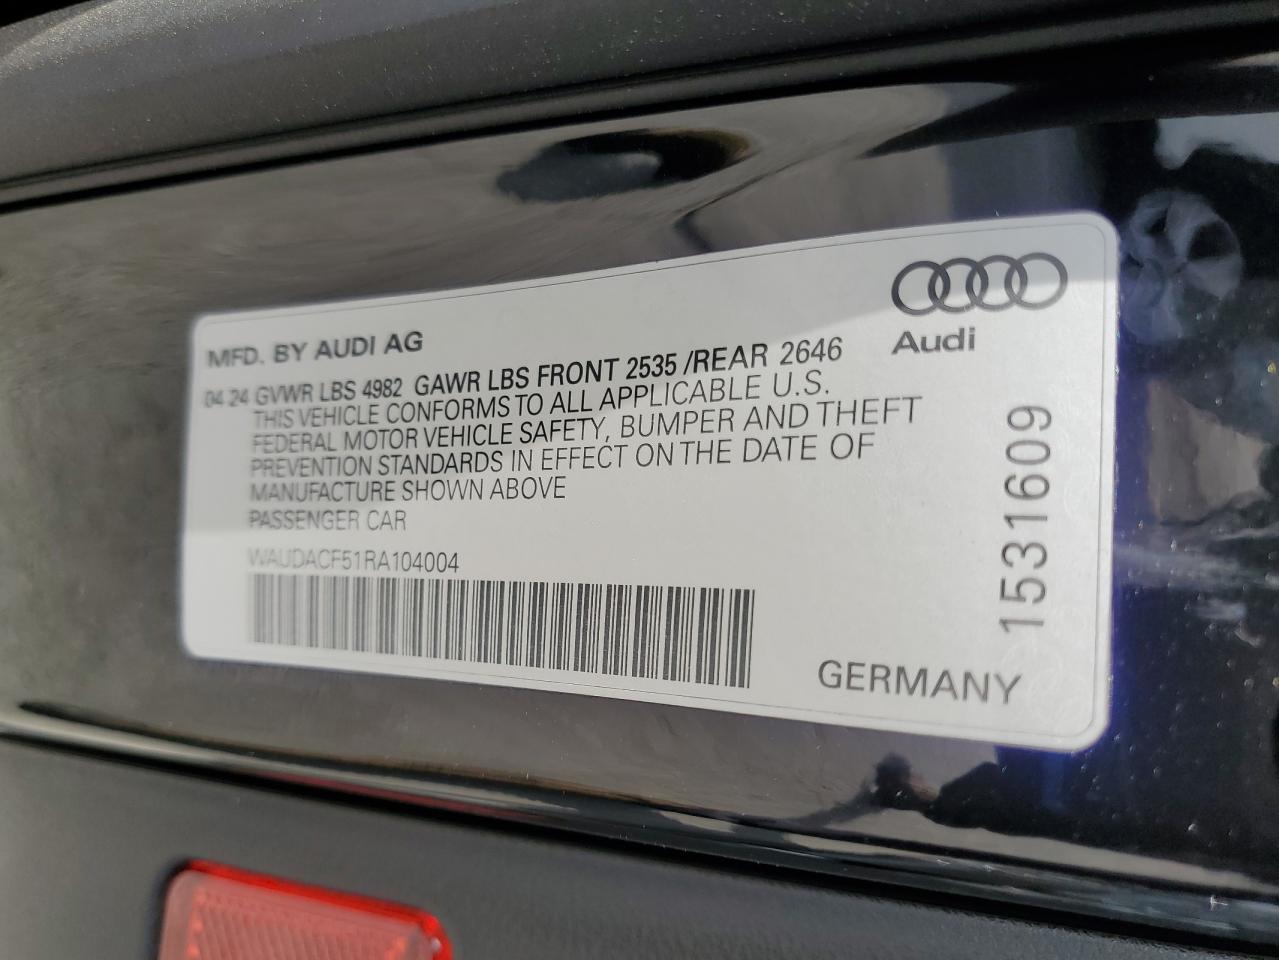 Audi
MFD. BY AUDI AG
04 24 GVWR LBS 4982 GAWR LBS FRONT 2535 /REAR 2646
THIS VEHICLE CONFORMS TO ALL APPLICABLE U.S.
FEDERAL MOTOR VEHICLE SAFETY, BUMPER AND THEFT
PREVENTION STANDARDS IN EFFECT ON THE DATE OF
MANUFACTURE SHOWN ABOVE
PASSENGER CAR
WAUDACF51RA104004
1531609
GERMANY